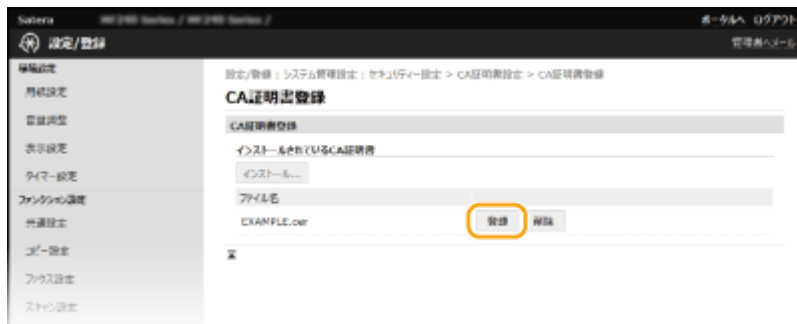 Satera
MF240 Series / MF240 Series /
ポータルへ ログアウト
設定/登録
管理者へメール
環境設定
用紙設定
音量調整
表示設定
タイマー設定
ファンクション設定
共通設定
コピー設定
ファクス設定
スキャン設定
設定/登録 : システム管理設定 : セキュリティー設定 > CA証明書設定 > CA証明書登録
CA証明書登録
CA証明書登録
インストールされているCA証明書
インストール...
ファイル名
EXAMPLE.cer
登録
削除